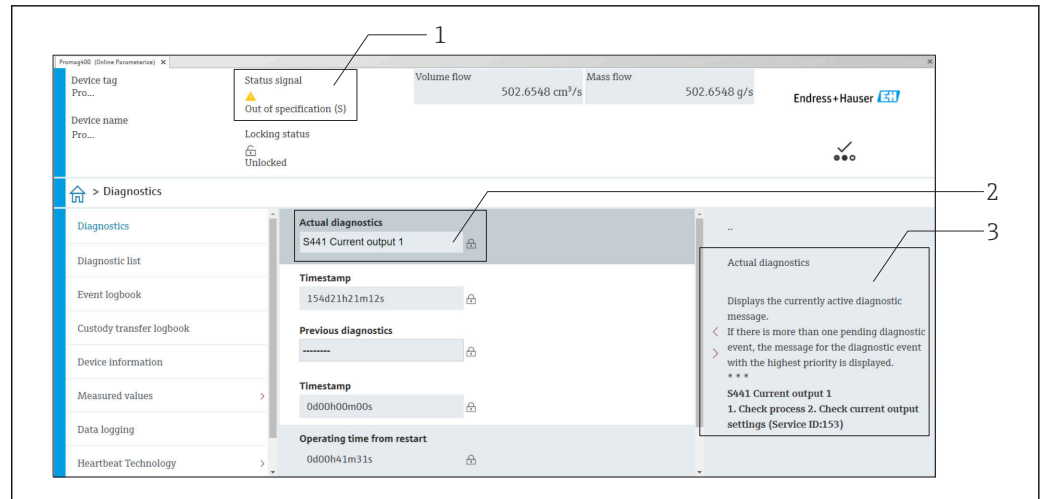 1
Promag400 (Online Parameterize) ×
×
Device tag
Pro...
Device name
Pro...
Status signal
Out of specification (S)
Locking status
Unlocked
Volume flow
502.6548 cm³/s
Mass flow
502.6548 g/s
Endress+Hauser EH
> Diagnostics
2
3
Diagnostics
Diagnostic list
Event logbook
Custody transfer logbook
Device information
Measured values >
Data logging
Heartbeat Technology >
Actual diagnostics
S441 Current output 1
Timestamp
154d21h21m12s
Previous diagnostics
--------
Timestamp
0d00h00m00s
Operating time from restart
0d00h41m31s
..
Actual diagnostics
Displays the currently active diagnostic
message.
If there is more than one pending diagnostic
event, the message for the diagnostic event
with the highest priority is displayed.
* * *
S441 Current output 1
1. Check process 2. Check current output
settings (Service ID:153)